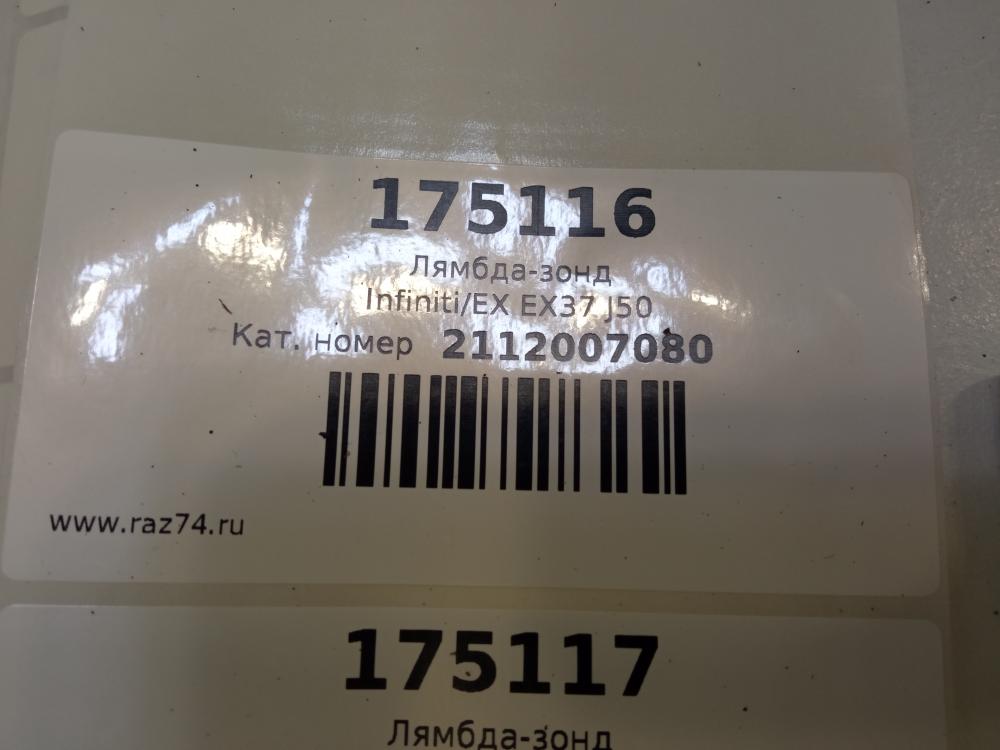 175116
Лямбда-зонд
Infiniti/EX EX37 J50
Кат. номер 2112007080
www.raz74.ru
175117
Лямбда-зонд